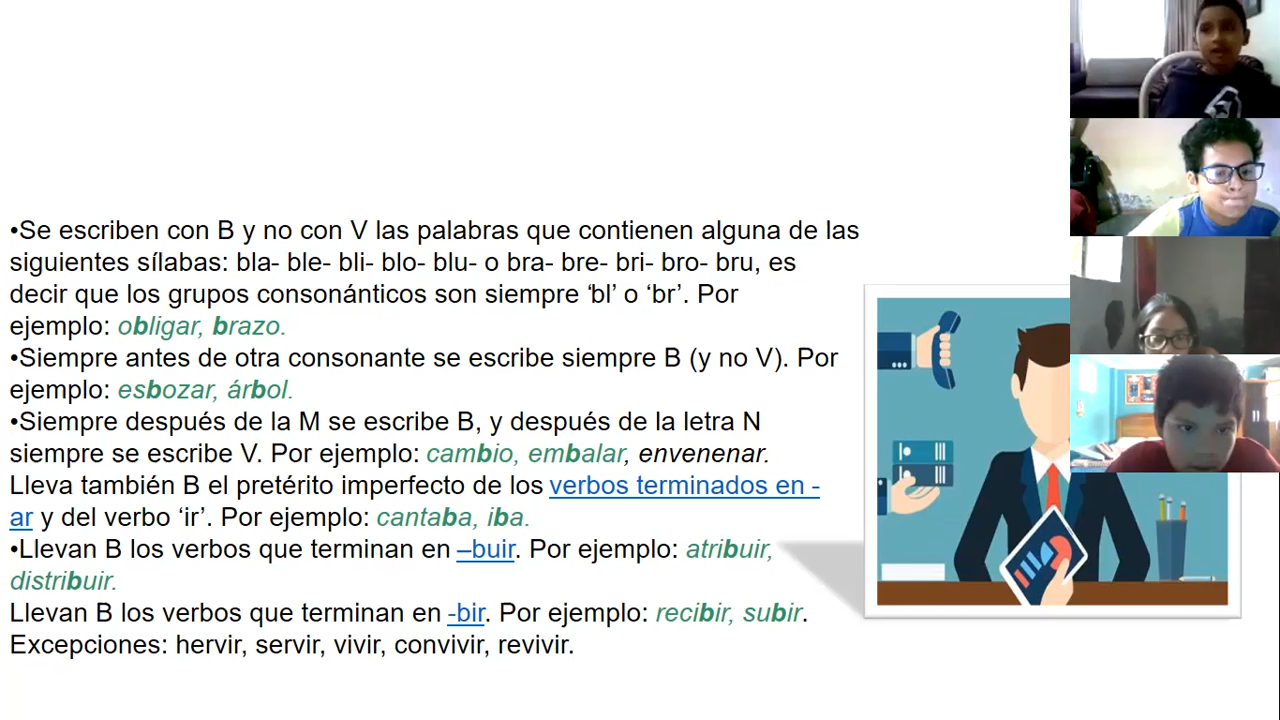 •Se escriben con B y no con V las palabras que contienen alguna de las
siguientes sílabas: bla- ble- bli- blo- blu- o bra- bre- bri- bro- bru, es
decir que los grupos consonánticos son siempre ‘bl’ o ‘br’. Por
ejemplo: obligar, brazo.
•Siempre antes de otra consonante se escribe siempre B (y no V). Por
ejemplo: esbozar, árbol.
•Siempre después de la M se escribe B, y después de la letra N
siempre se escribe V. Por ejemplo: cambio, embalar, envenenar.
Lleva también B el pretérito imperfecto de los verbos terminados en -
ar y del verbo ‘ir’. Por ejemplo: cantaba, iba.
•Llevan B los verbos que terminan en –buir. Por ejemplo: atribuir,
distribuir.
Llevan B los verbos que terminan en -bir. Por ejemplo: recibir, subir.
Excepciones: hervir, servir, vivir, convivir, revivir.